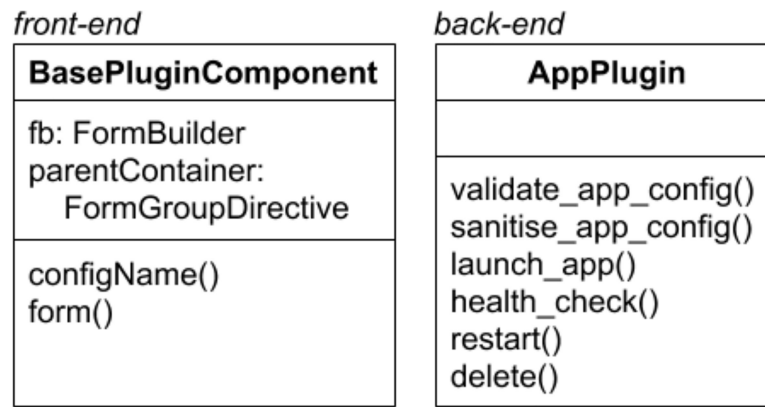 front-end
BasePluginComponent
fb: FormBuilder
parentContainer:
FormGroupDirective
configName()
form()
back-end
AppPlugin
validate_app_config()
sanitise_app_config()
launch_app()
health_check()
restart()
delete()